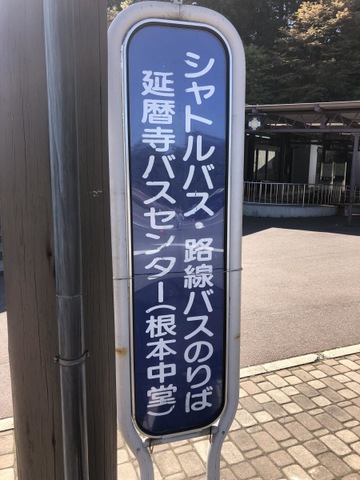 シャトルバス・路線バスのりば
延暦寺バスセンター(根本中堂)